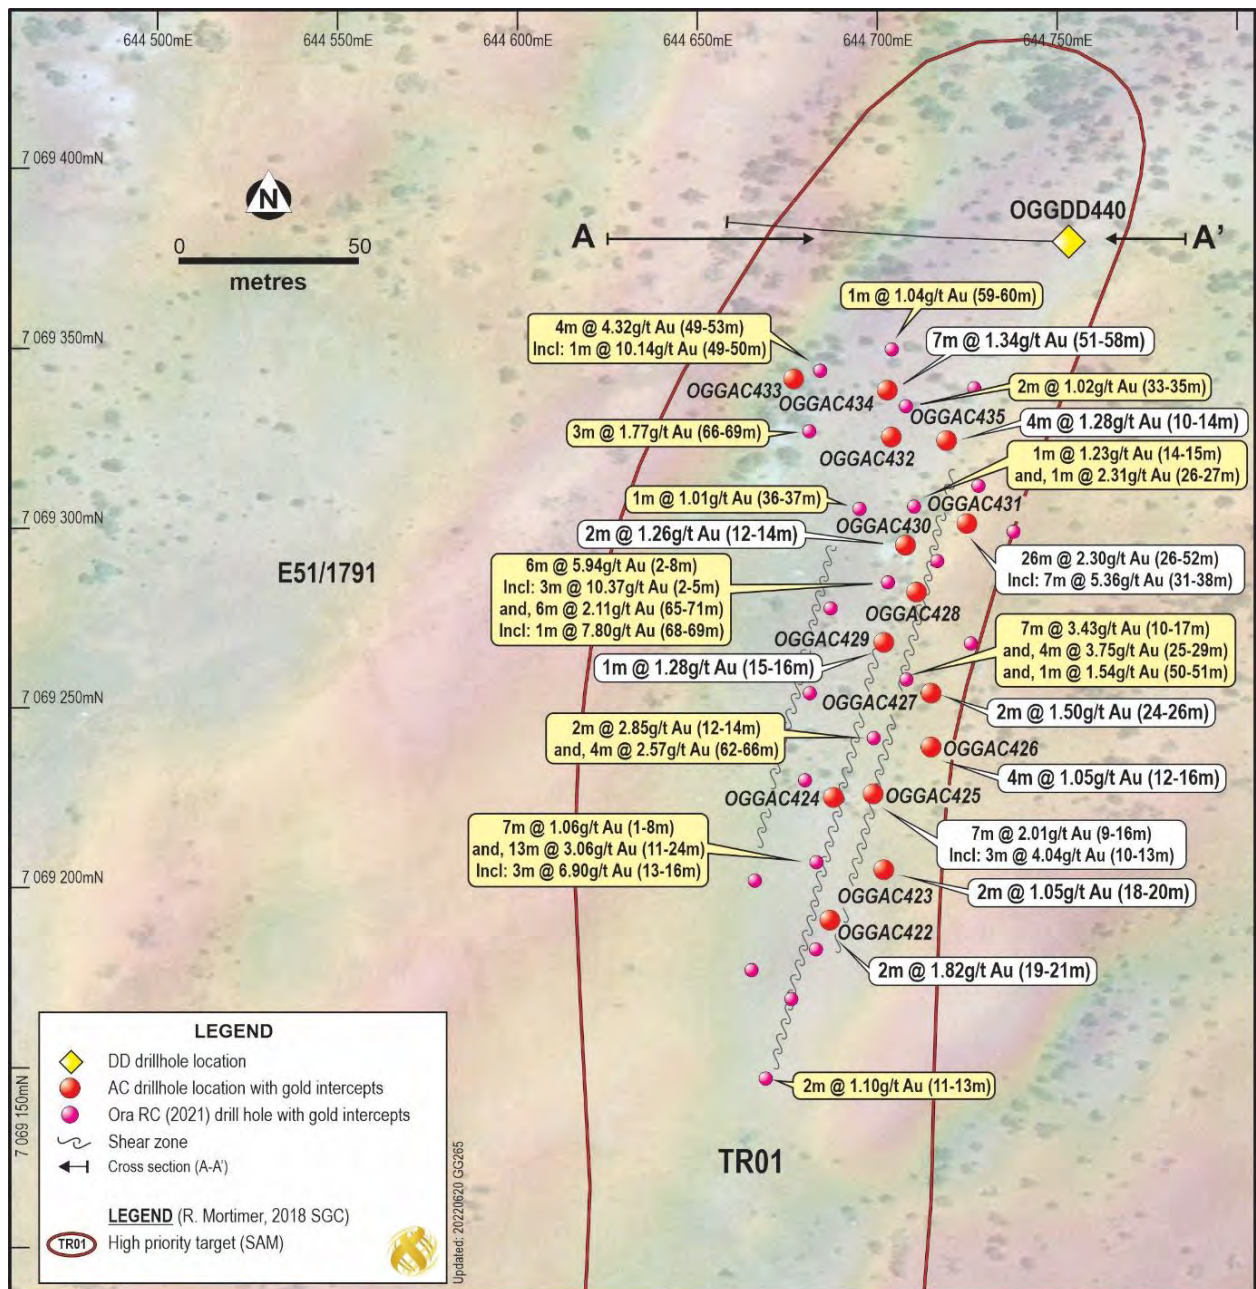 644 500mE
644 550mE
644 600mE
644 650mE
644 700mE
644 750mE
7 069 400mN
N
0 50
metres
OGGDD440
A
A'
1m @ 1.04g/t Au (59-60m)
4m @ 4.32g/t Au (49-53m)
Incl: 1m @ 10.14g/t Au (49-50m)
7 069 350mN
7m @ 1.34g/t Au (51-58m)
OGGAC433
OGGAC434
2m @ 1.02g/t Au (33-35m)
OGGAC435
3m @ 1.77g/t Au (66-69m)
4m @ 1.28g/t Au (10-14m)
OGGAC432
1m @ 1.23g/t Au (14-15m)
and, 1m @ 2.31g/t Au (26-27m)
1m @ 1.01g/t Au (36-37m)
OGGAC431
7 069 300mN
OGGAC430
2m @ 1.26g/t Au (12-14m)
26m @ 2.30g/t Au (26-52m)
Incl: 7m @ 5.36g/t Au (31-38m)
E51/1791
6m @ 5.94g/t Au (2-8m)
Incl: 3m @ 10.37g/t Au (2-5m)
and, 6m @ 2.11g/t Au (65-71m)
Incl: 1m @ 7.80g/t Au (68-69m)
OGGAC428
OGGAC429
7m @ 3.43g/t Au (10-17m)
and, 4m @ 3.75g/t Au (25-29m)
and, 1m @ 1.54g/t Au (50-51m)
1m @ 1.28g/t Au (15-16m)
OGGAC427
7 069 250mN
2m @ 1.50g/t Au (24-26m)
2m @ 2.85g/t Au (12-14m)
and, 4m @ 2.57g/t Au (62-66m)
OGGAC426
4m @ 1.05g/t Au (12-16m)
OGGAC424
OGGAC425
7m @ 1.06g/t Au (1-8m)
and, 13m @ 3.06g/t Au (11-24m)
Incl: 3m @ 6.90g/t Au (13-16m)
7m @ 2.01g/t Au (9-16m)
Incl: 3m @ 4.04g/t Au (10-13m)
7 069 200mN
OGGAC423
2m @ 1.05g/t Au (18-20m)
OGGAC422
2m @ 1.82g/t Au (19-21m)
2m @ 1.10g/t Au (11-13m)
7 069 150mN
TR01
LEGEND
DD drillhole location
AC drillhole location with gold intercepts
Ora RC (2021) drill hole with gold intercepts
Shear zone
Cross section (A-A')
LEGEND (R. Mortimer, 2018 SGC)
TR01 High priority target (SAM)
Updated: 20220620 GG265